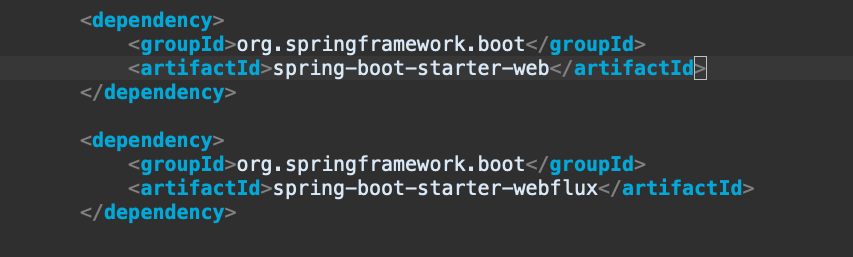 <dependency>
<groupId>org.springframework.boot</groupId>
<artifactId>spring-boot-starter-web</artifactId>
</dependency>
<dependency>
<groupId>org.springframework.boot</groupId>
<artifactId>spring-boot-starter-webflux</artifactId>
</dependency>